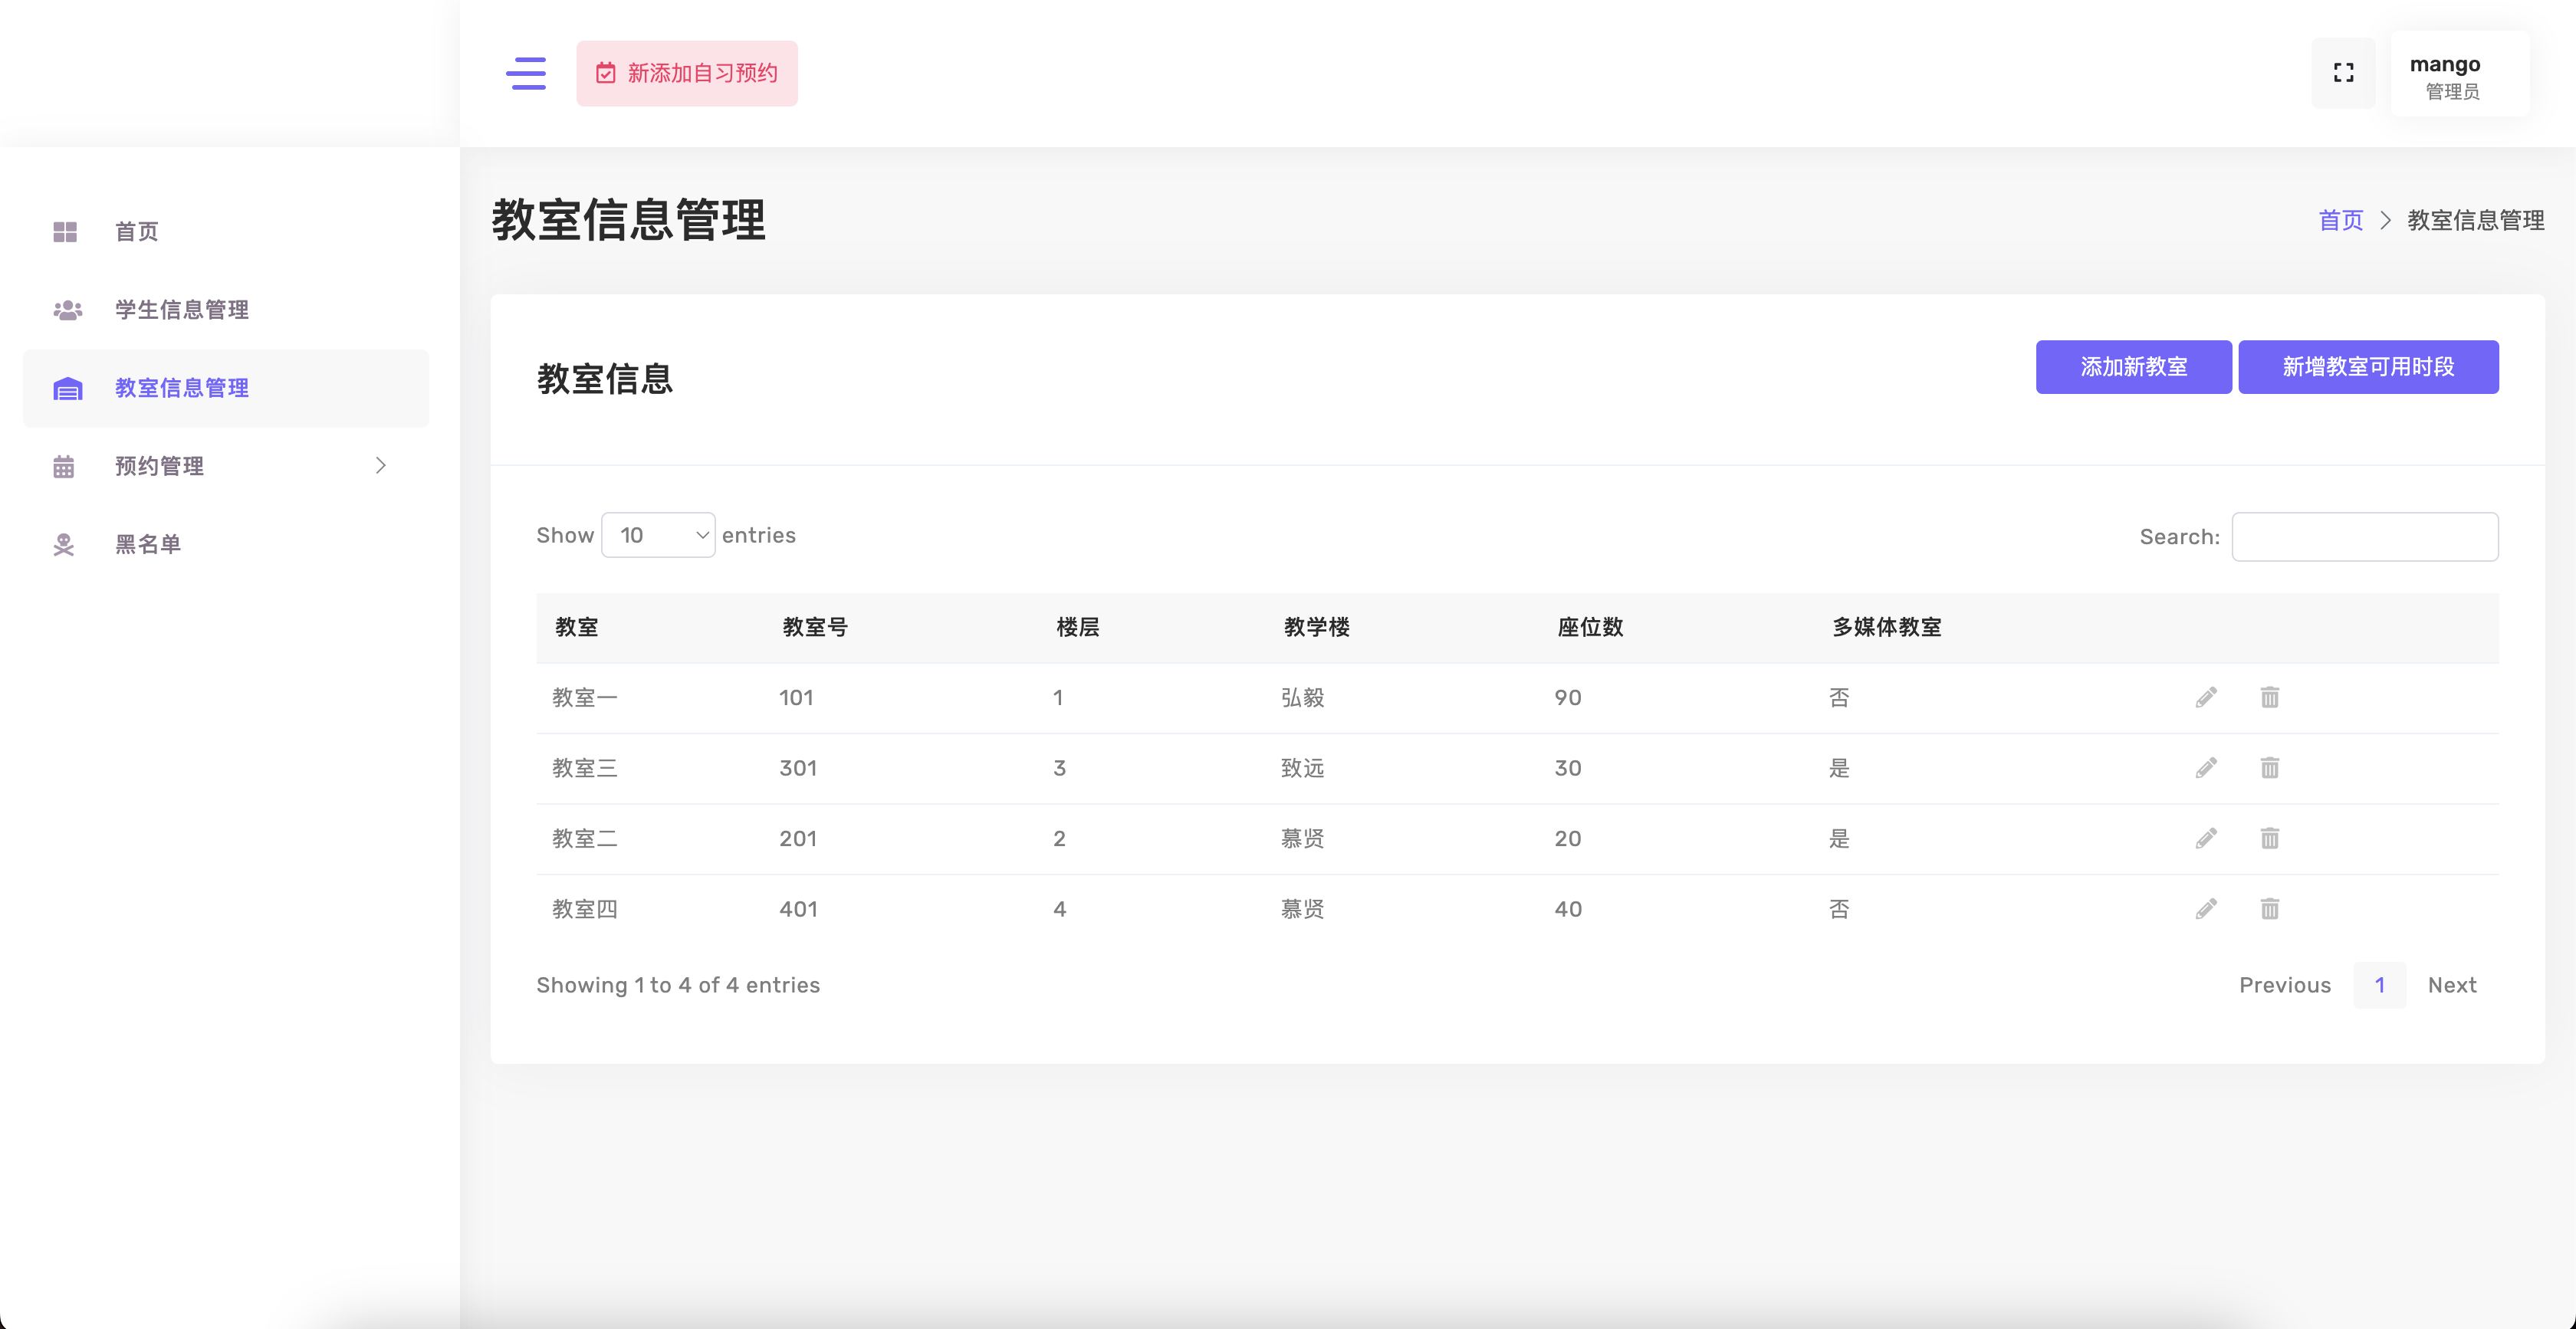 新添加自习预约
mango
管理员
首页
学生信息管理
教室信息管理
预约管理
黑名单
教室信息管理
首页 > 教室信息管理
教室信息
添加新教室 新增教室可用时段
Show 10 entries
Search:
教室 教室号 楼层 教学楼 座位数 多媒体教室
教室一 101 1 弘毅 90 否
教室三 301 3 致远 30 是
教室二 201 2 慕贤 20 是
教室四 401 4 慕贤 40 否
Showing 1 to 4 of 4 entries
Previous 1 Next